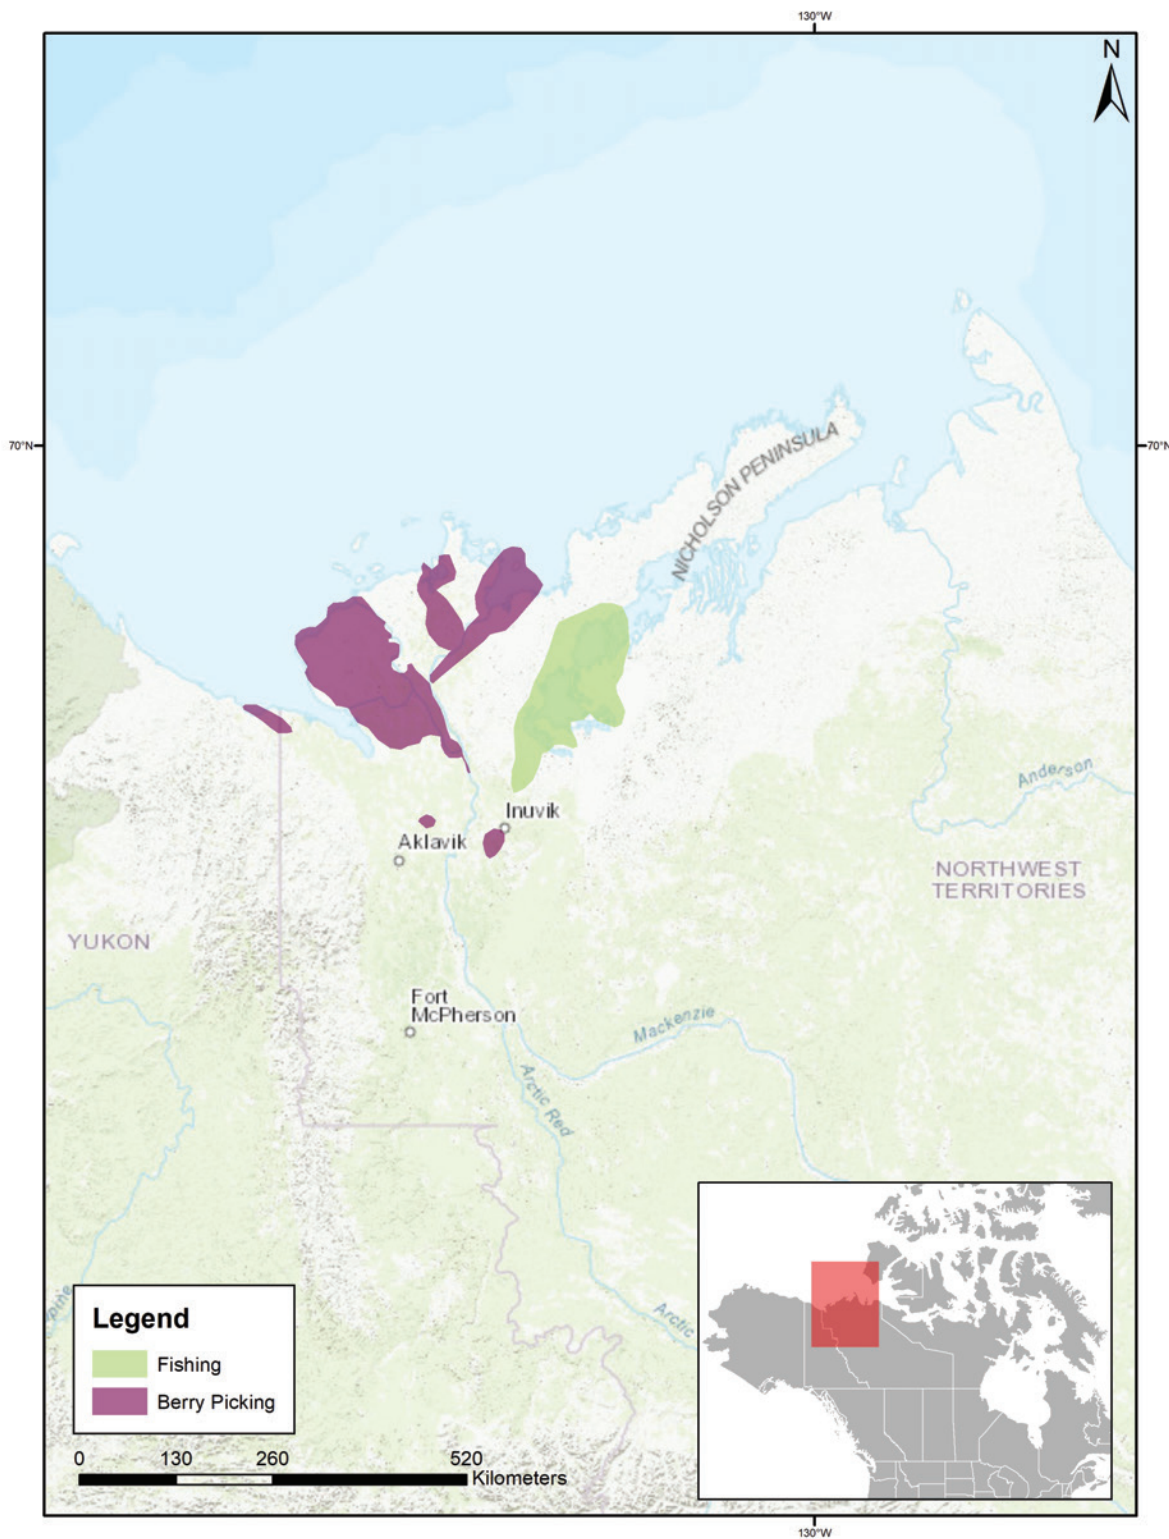 130°W
N
70°N
70°N
NICHOLSON PENINSULA
Anderson
Inuvik
Aklavik
NORTHWEST
TERRITORIES
YUKON
Fort
McPherson
Mackenzie
Arctic Red
Arctic
Legend
Fishing
Berry Picking
0 130 260 520
Kilometers
130°W